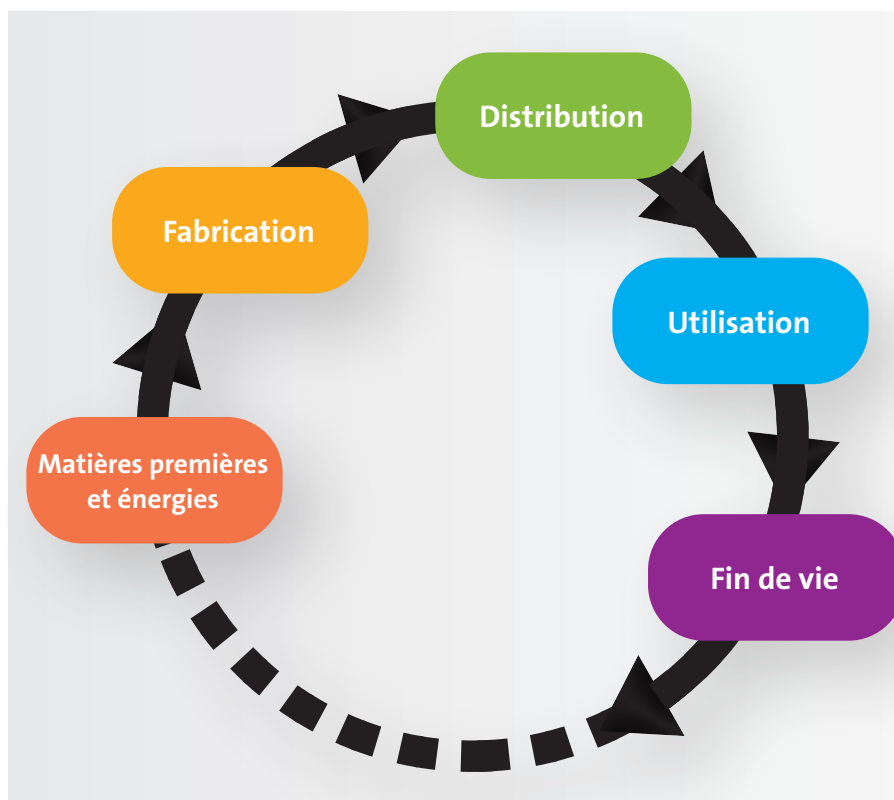 Distribution
Fabrication
Utilisation
Matières premières
et énergies
Fin de vie